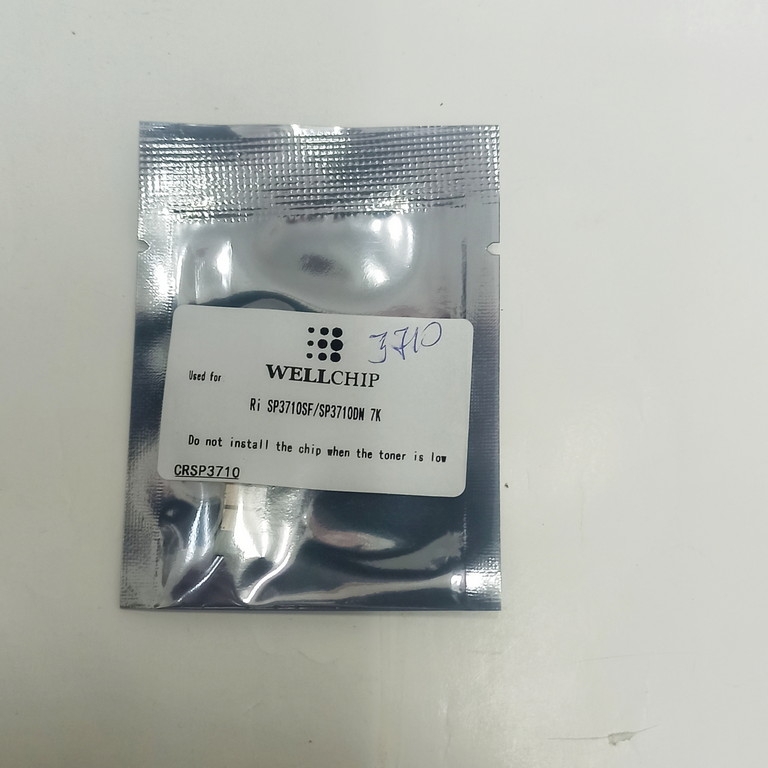 3710
WELLCHIP
Used for
Ri SP3710SF/SP3710DN 7K
Do not install the chip when the toner is low
CRSP3710